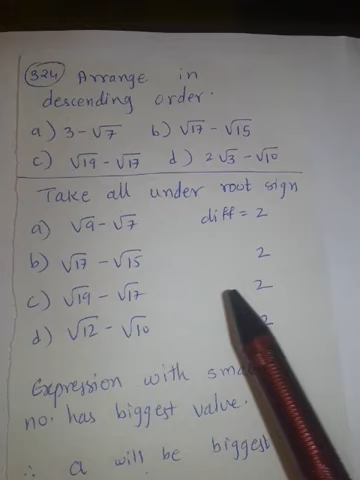 324 Arrange in
descending order.
a) 3-√7 b) √17 - √15
c) √19 - √17 d) 2√3 - √10
Take all under root sign
a) √9 - √7 diff = 2
b) √17 - √15 2
c) √19 - √17 2
d) √12 - √10 2
Expression with
no. has biggest value.
∴ a will be biggest